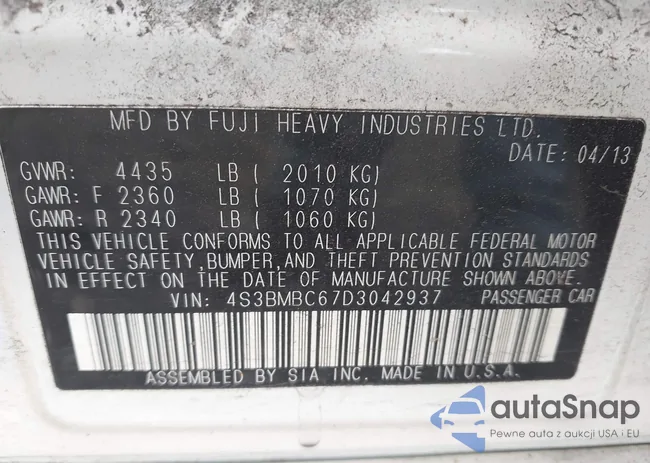 MFD BY FUJI HEAVY INDUSTRIES LTD.
DATE: 04/13
GVWR: 4435 LB ( 2010 KG)
GAWR: F 2360 LB ( 1070 KG)
GAWR: R 2340 LB ( 1060 KG)
THIS VEHICLE CONFORMS TO ALL APPLICABLE FEDERAL MOTOR
VEHICLE SAFETY, BUMPER, AND THEFT PREVENTION STANDARDS
IN EFFECT ON THE DATE OF MANUFACTURE SHOWN ABOVE.
VIN: 4S3BMBC67D3042937 PASSENGER CAR
ASSEMBLED BY SIA INC. MADE IN U.S.A.
autaSnap
Pewne auta z aukcji USA i EU